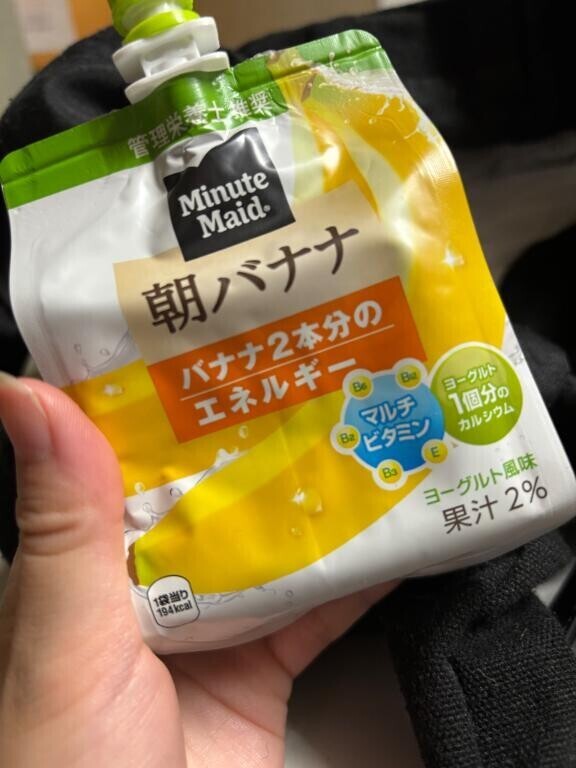 管理栄養士推奨
Minute
Maid®
朝バナナ
バナナ2本分の
エネルギー
B6
B12
B2
マルチ
ビタミン
E
B3
ヨーグルト
1個分の
カルシウム
ヨーグルト風味
果汁 2%
1袋当り
194kcal